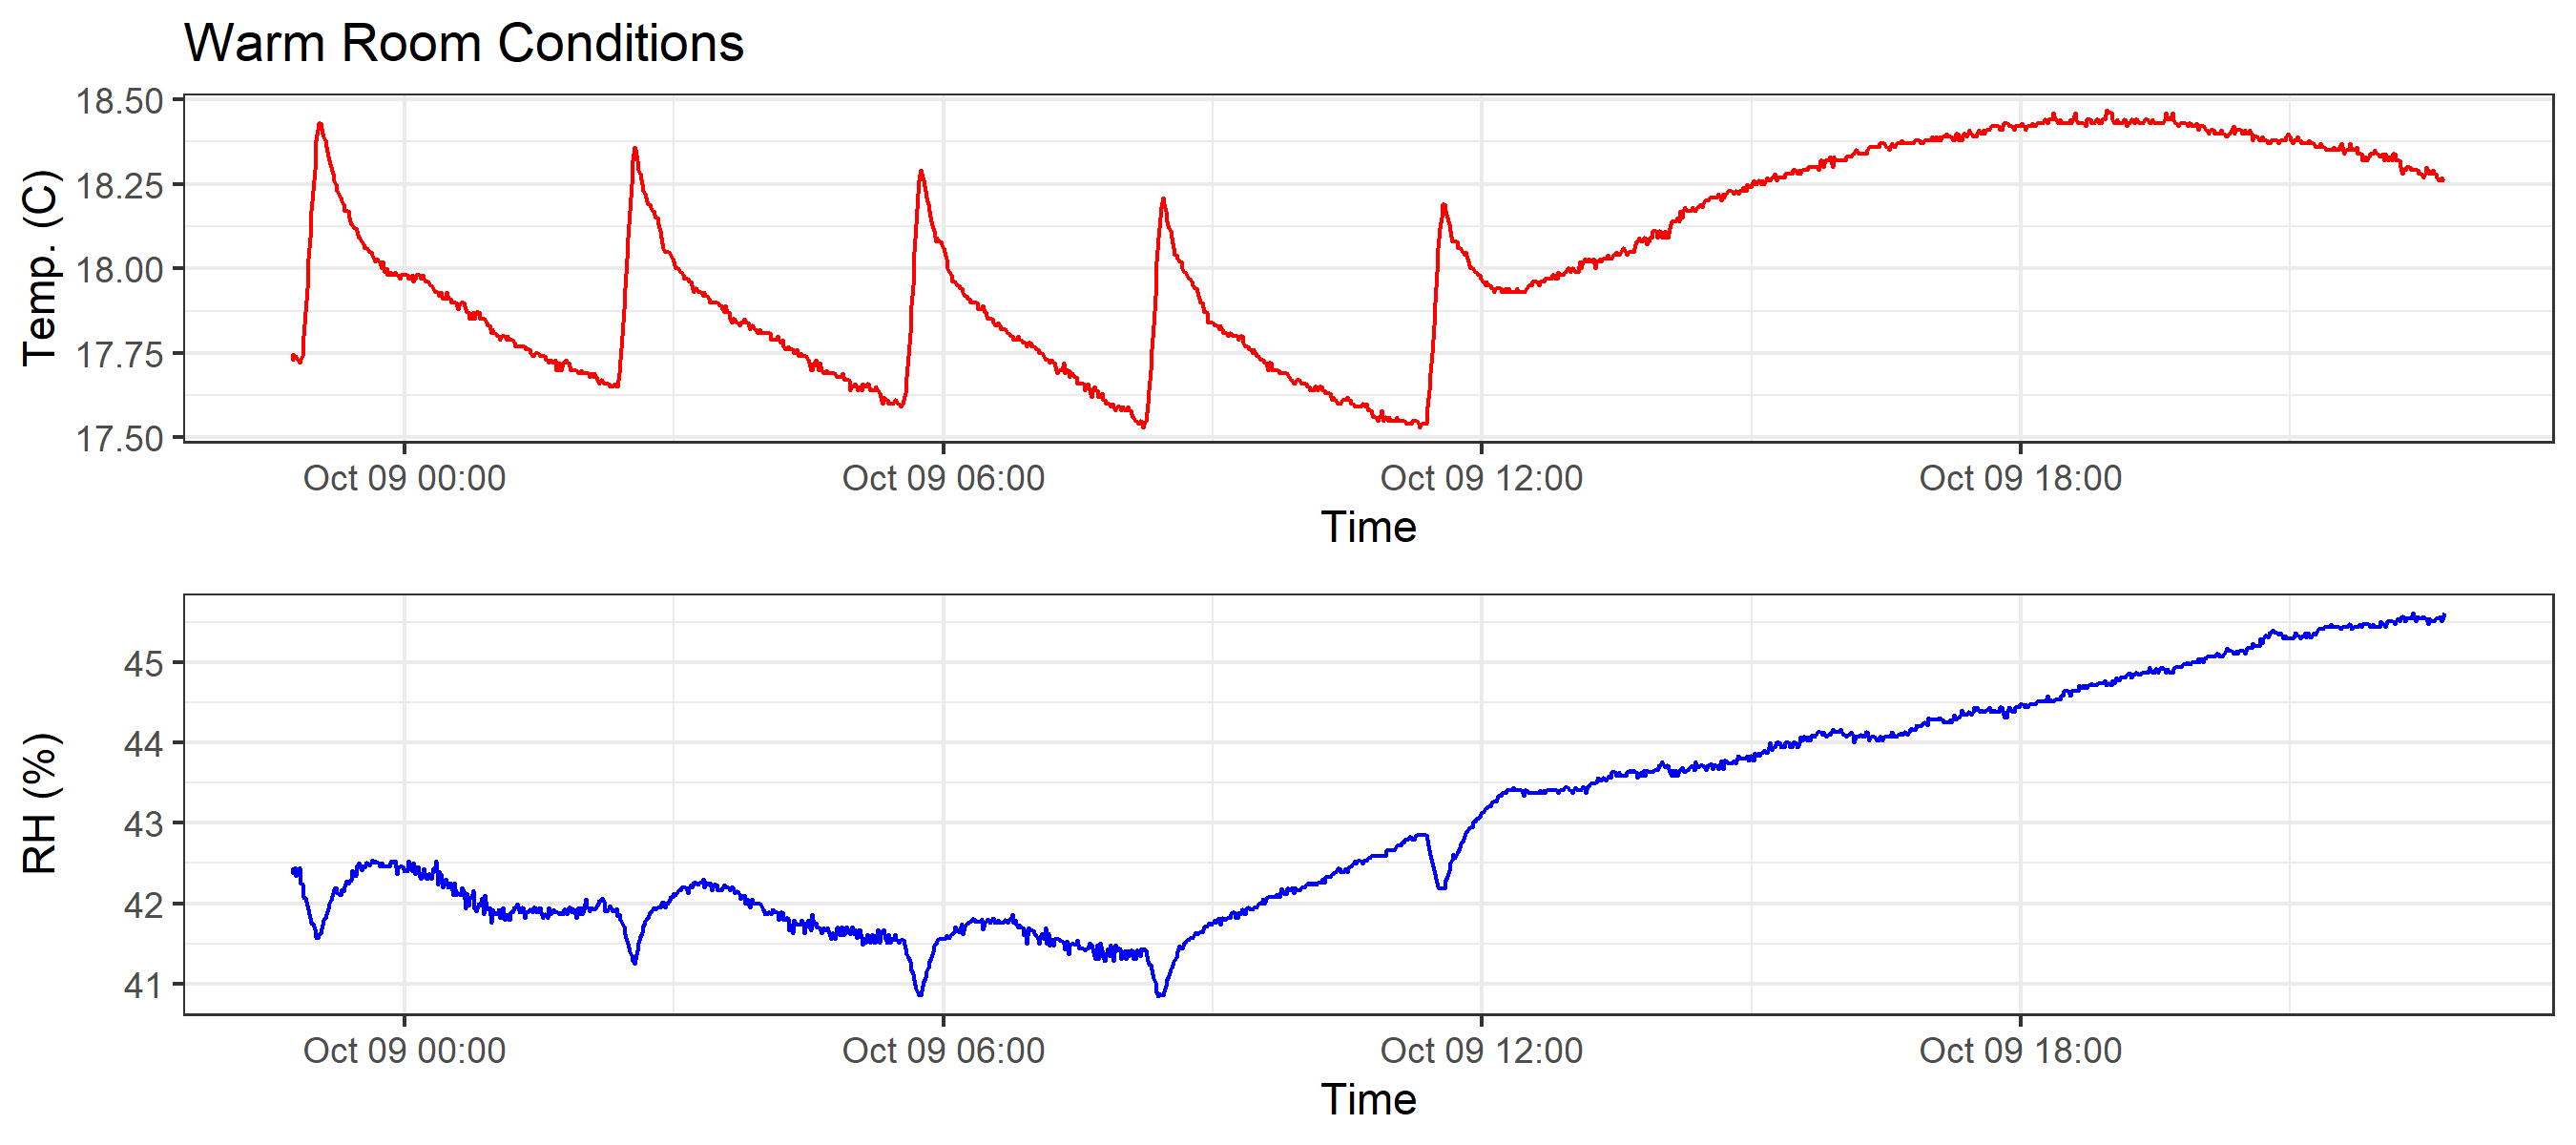 Warm Room Conditions
Temp. (C)
18.50
18.25
18.00
17.75
17.50
Oct 09 00:00 Oct 09 06:00 Oct 09 12:00 Oct 09 18:00
Time
RH (%)
45
44
43
42
41
Oct 09 00:00 Oct 09 06:00 Oct 09 12:00 Oct 09 18:00
Time